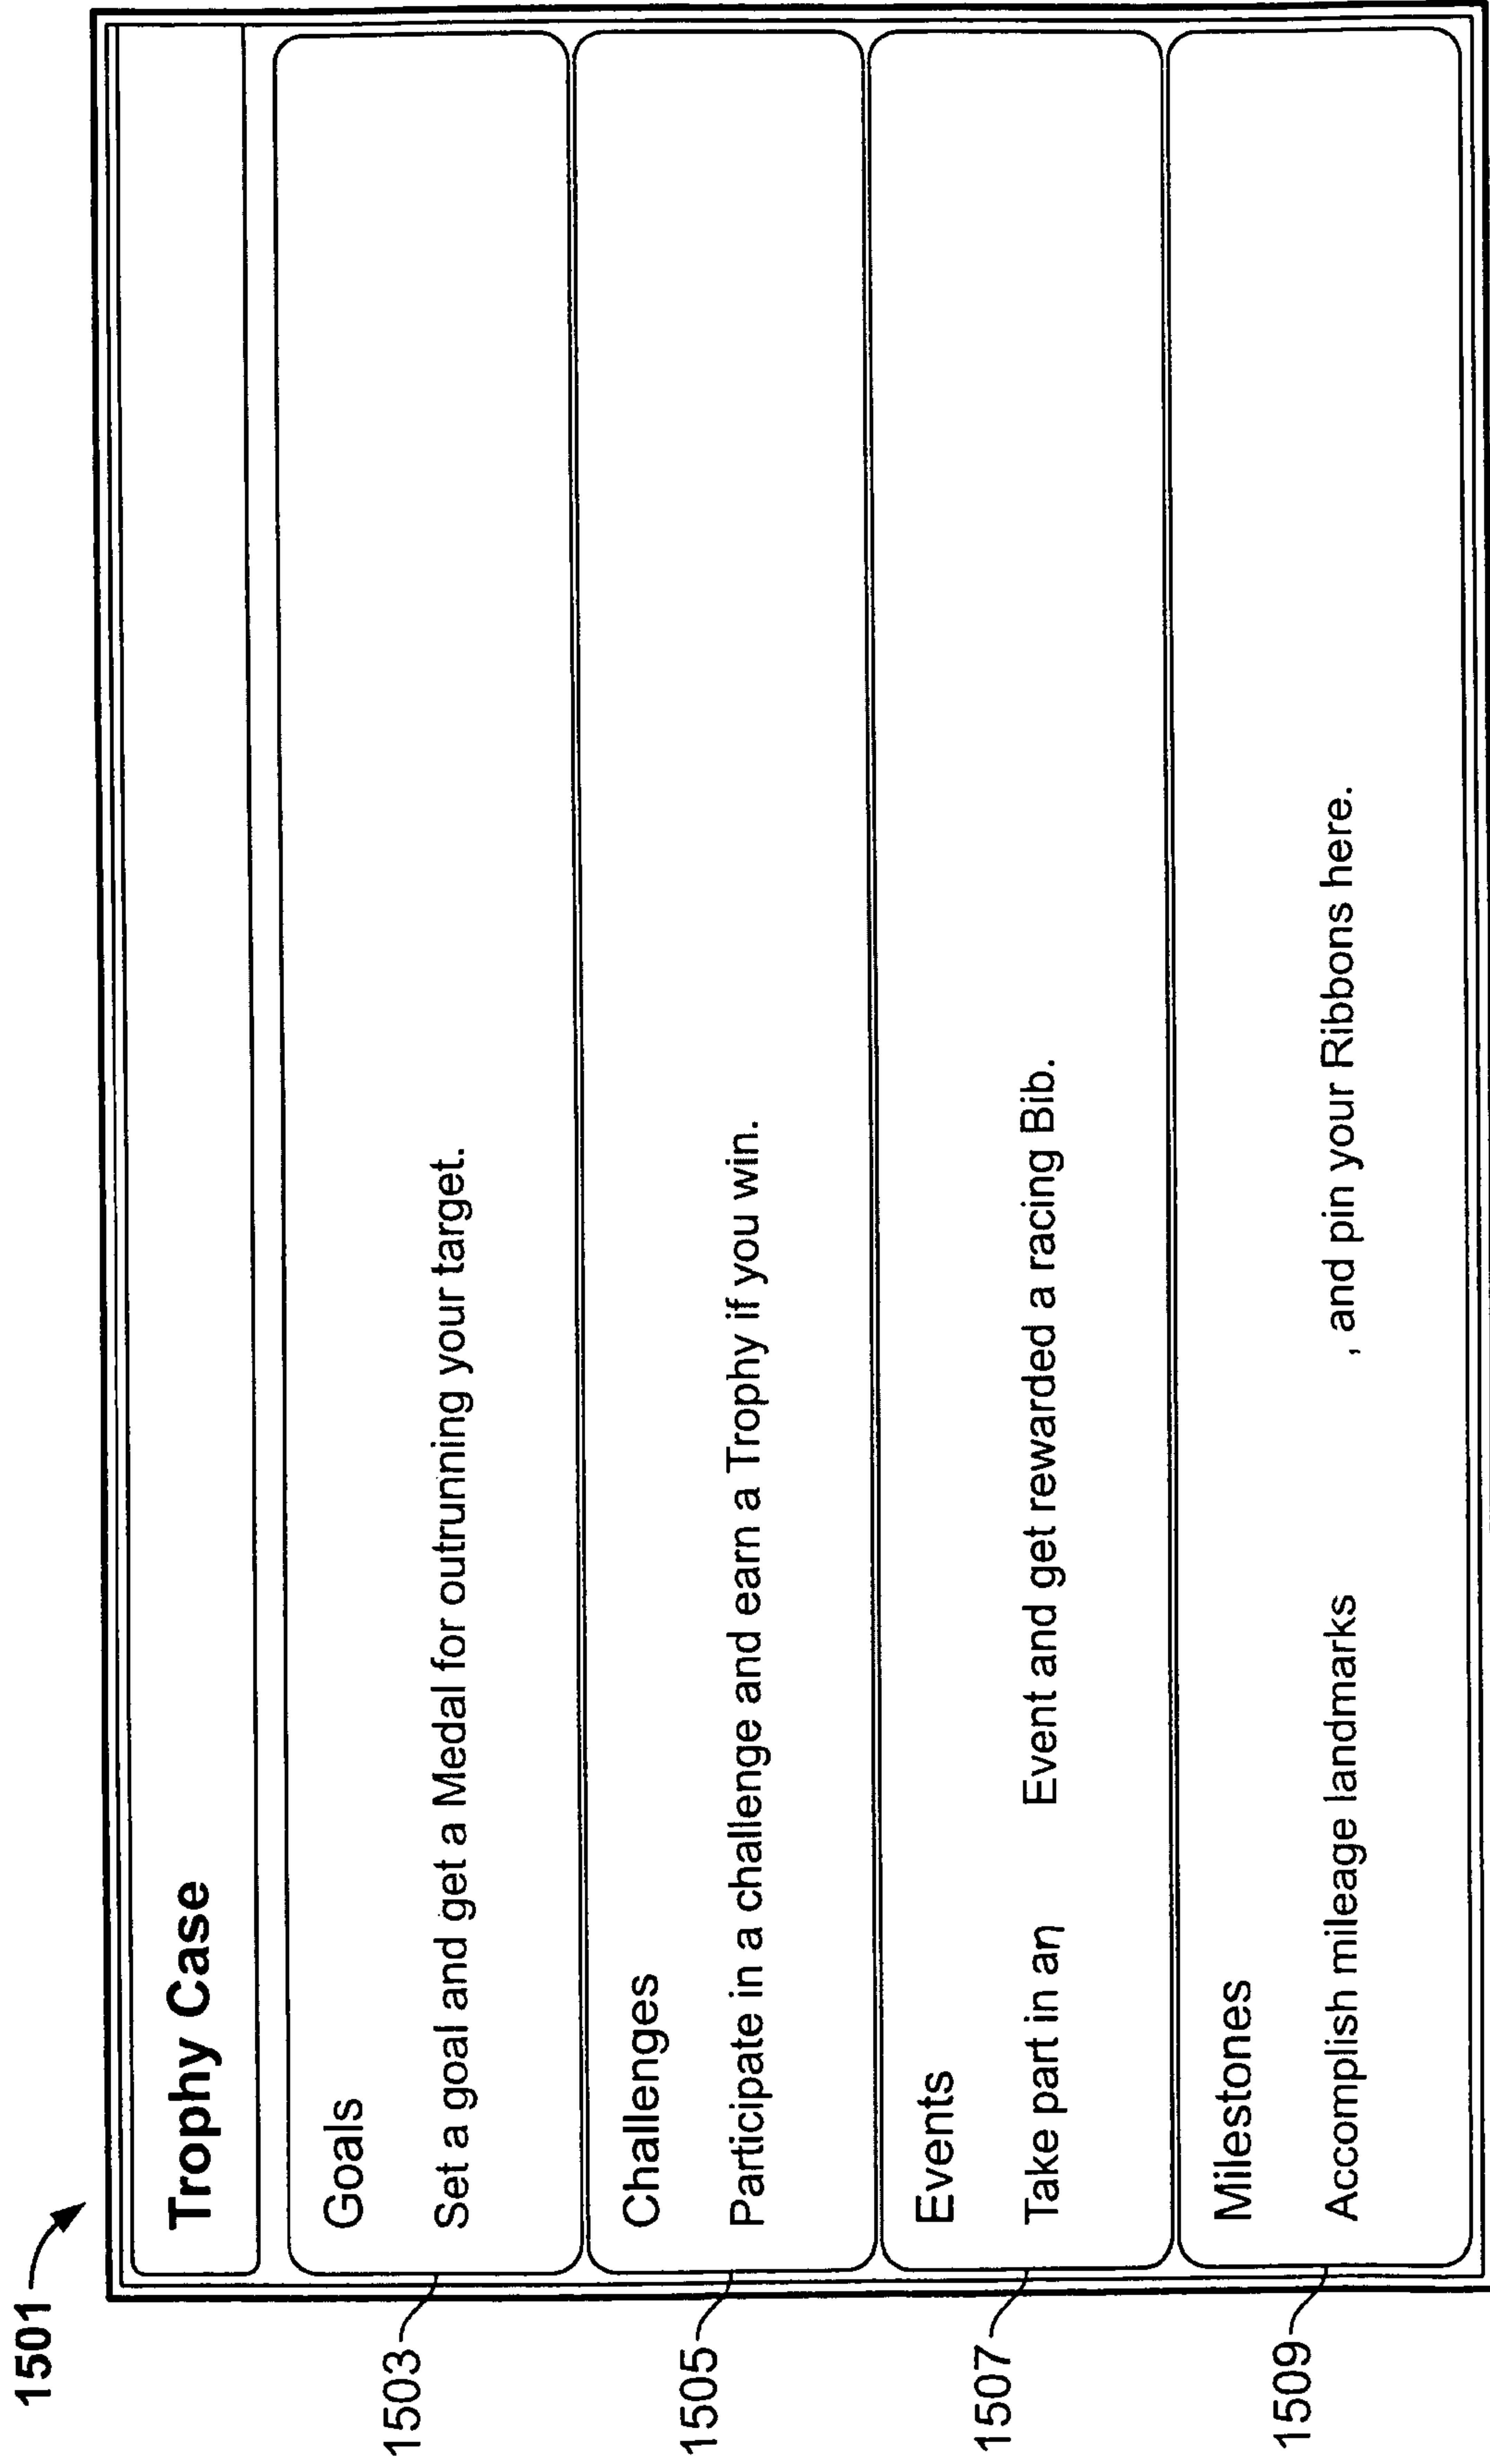 1501
Trophy Case
1503
Goals
Set a goal and get a Medal for outrunning your target.
1505
Challenges
Participate in a challenge and earn a Trophy if you win.
1507
Events
Take part in an Event and get rewarded a racing Bib.
1509
Milestones
Accomplish mileage landmarks , and pin your Ribbons here.